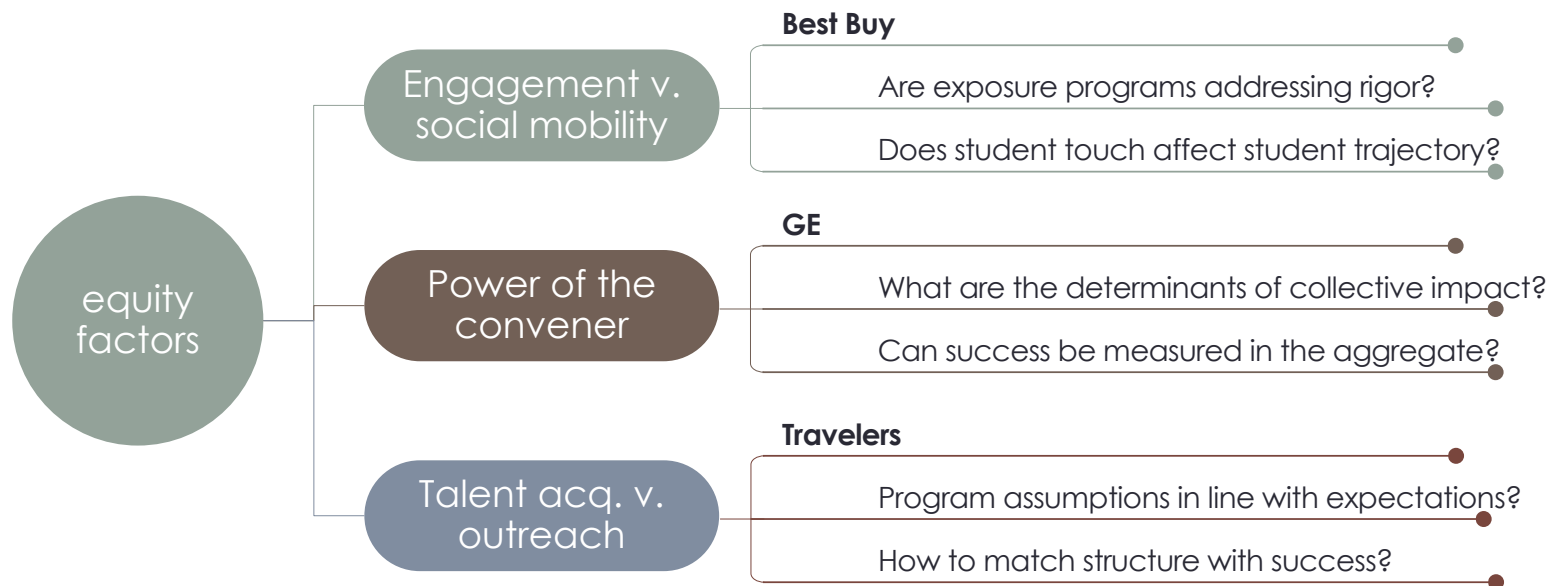 equity
factors
Engagement v.
social mobility
Best Buy
Are exposure programs addressing rigor?
Does student touch affect student trajectory?
Power of the
convener
GE
What are the determinants of collective impact?
Can success be measured in the aggregate?
Talent acq. v.
outreach
Travelers
Program assumptions in line with expectations?
How to match structure with success?